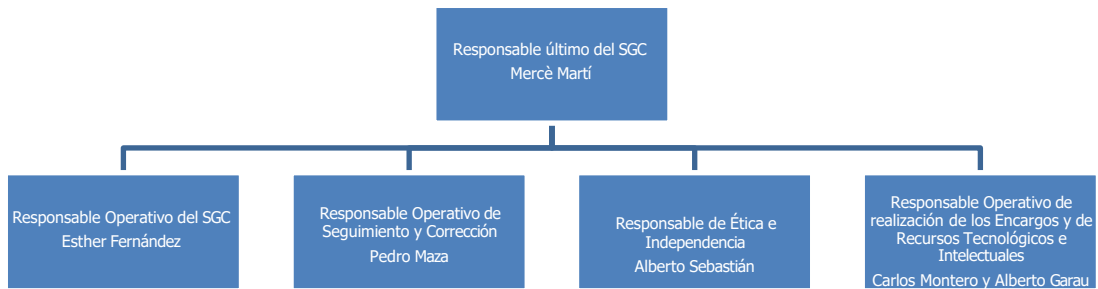 Responsable último del SGC
Mercè Martí
Responsable Operativo del SGC
Esther Fernández
Responsable Operativo de
Seguimiento y Corrección
Pedro Maza
Responsable de Ética e
Independencia
Alberto Sebastián
Responsable Operativo de
realización de los Encargos y de
Recursos Tecnológicos e
Intelectuales
Carlos Montero y Alberto Garau